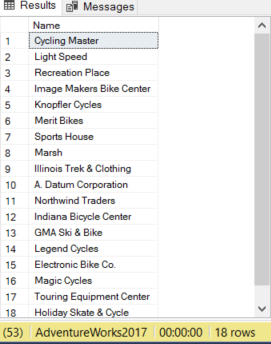 Results Messages
Name
1 Cycling Master
2 Light Speed
3 Recreation Place
4 Image Makers Bike Center
5 Knopfler Cycles
6 Merit Bikes
7 Sports House
8 Marsh
9 Illinois Trek & Clothing
10 A. Datum Corporation
11 Northwind Traders
12 Indiana Bicycle Center
13 GMA Ski & Bike
14 Legend Cycles
15 Electronic Bike Co.
16 Magic Cycles
17 Touring Equipment Center
18 Holiday Skate & Cycle
(53) AdventureWorks2017 00:00:00 18 rows